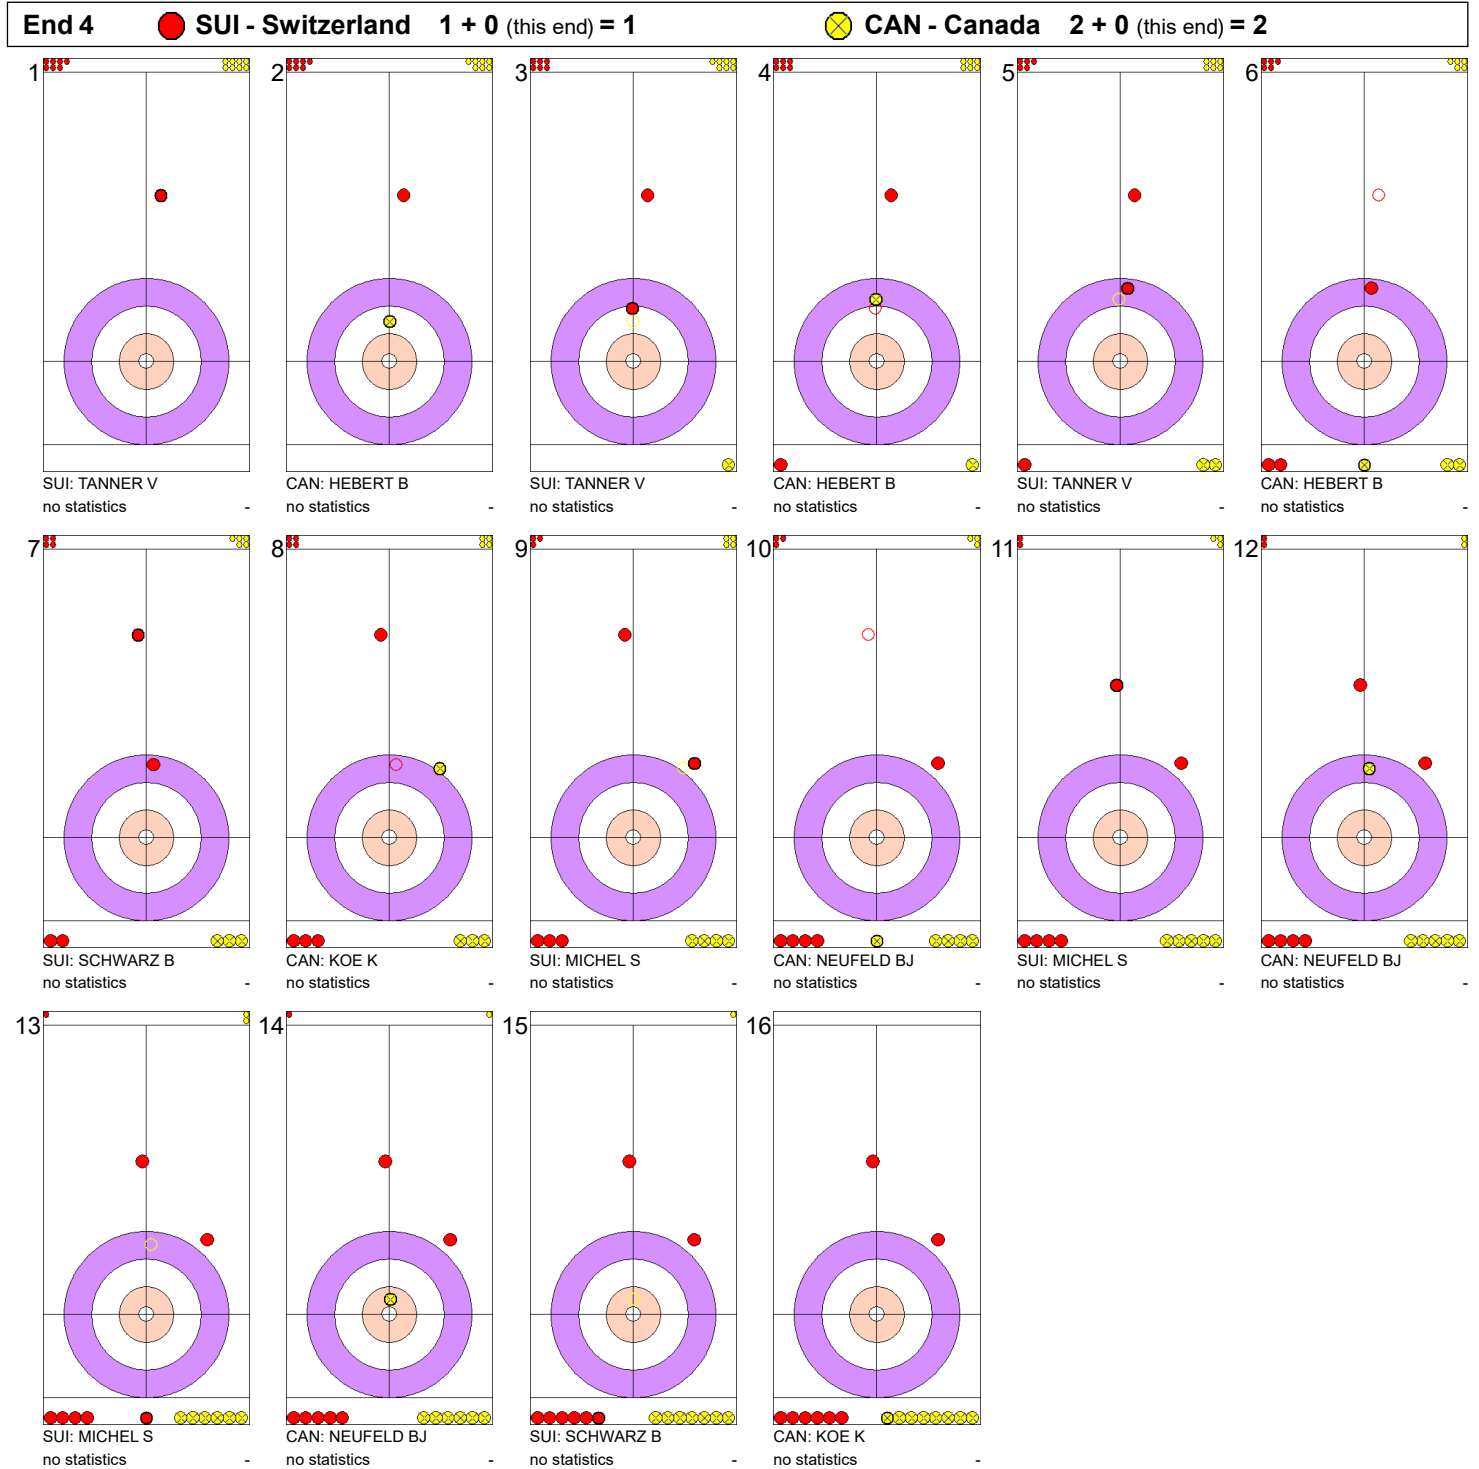 End 4 SUI - Switzerland 1 + 0 (this end) = 1 CAN - Canada 2 + 0 (this end) = 2
1 2 3 4 5 6
SUI: TANNER V CAN: HEBERT B SUI: TANNER V CAN: HEBERT B SUI: TANNER V CAN: HEBERT B
no statistics - no statistics - no statistics - no statistics - no statistics - no statistics -
7 8 9 10 11 12
SUI: SCHWARZ B CAN: KOE K SUI: MICHEL S CAN: NEUFELD BJ SUI: MICHEL S CAN: NEUFELD BJ
no statistics - no statistics - no statistics - no statistics - no statistics - no statistics -
13 14 15 16
SUI: MICHEL S CAN: NEUFELD BJ SUI: SCHWARZ B CAN: KOE K
no statistics - no statistics - no statistics - no statistics -